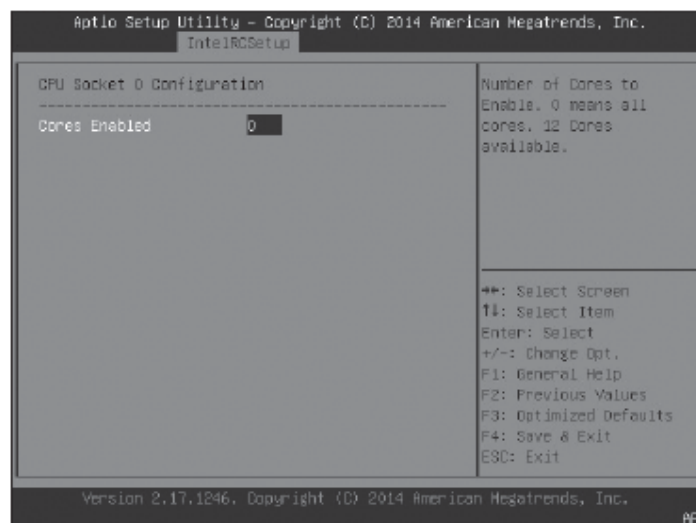 Aptio Setup Utility – Copyright (C) 2014 American Megatrends, Inc.
IntelRCSetup
CPU Socket 0 Configuration
Cores Enabled 0
Number of Cores to
Enable. 0 means all
cores. 12 Cores
available.
→←: Select Screen
↑↓: Select Item
Enter: Select
+/-: Change Opt.
F1: General Help
F2: Previous Values
F3: Optimized Defaults
F4: Save & Exit
ESC: Exit
Version 2.17.1246. Copyright (C) 2014 American Megatrends, Inc.